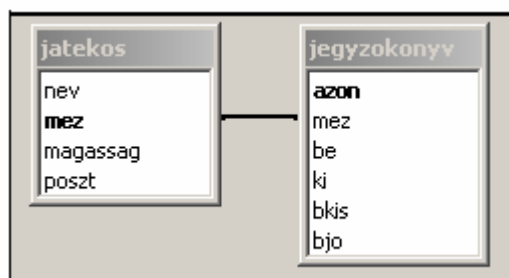 jatekos
nev
mez
magassag
poszt
jegyzokonyv
azon
mez
be
ki
bkis
bjo